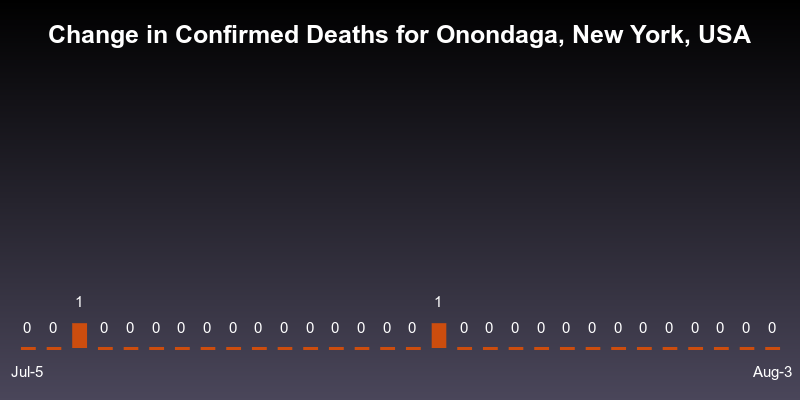 Change in Confirmed Deaths for Onondaga, New York, USA
1 1
0 0 0 0 0 0 0 0 0 0 0 0 0 0 0 0 0 0 0 0 0 0 0 0 0 0 0 0
Jul-5 Aug-3